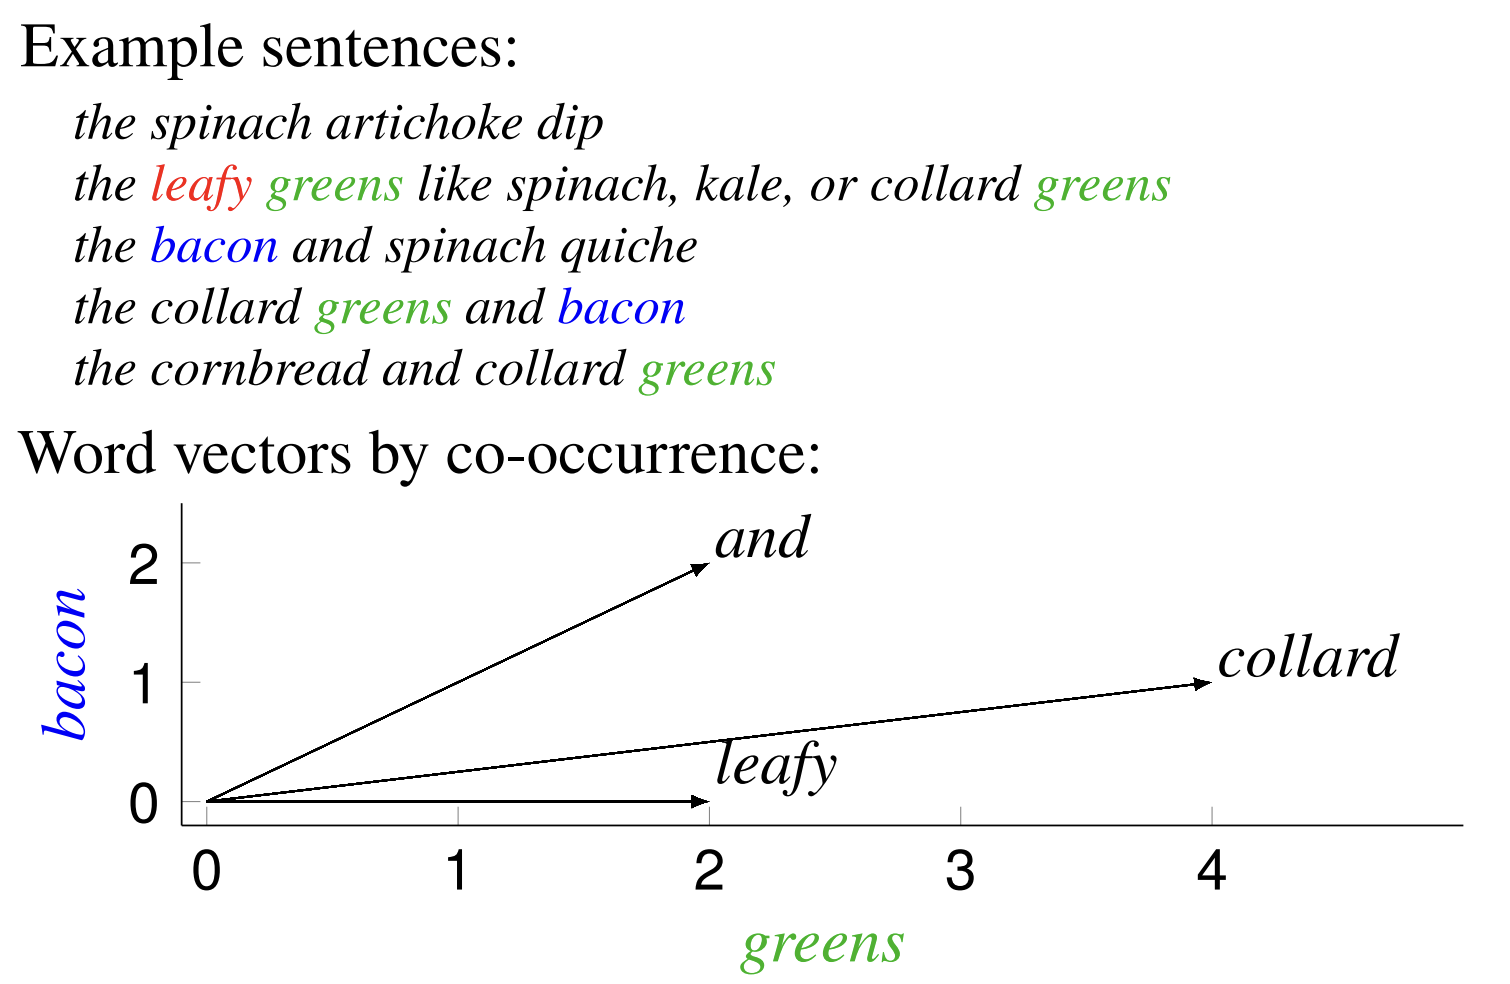 Example sentences:
the spinach artichoke dip
the leafy greens like spinach, kale, or collard greens
the bacon and spinach quiche
the collard greens and bacon
the cornbread and collard greens
Word vectors by co-occurrence:
and
2
collard
1
bacon
leafy
0
0 1 2 3 4
greens